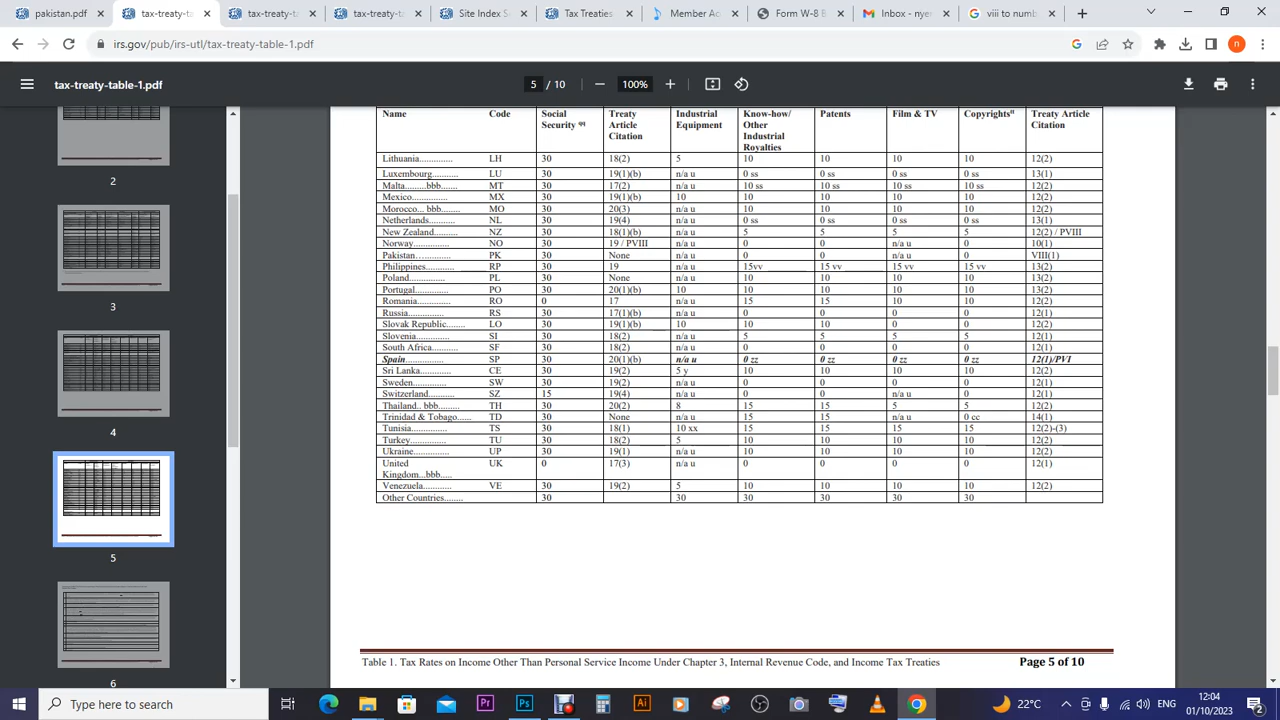 pakistan.pdf
tax-treaty-ta
tax-treaty-ta
tax-treaty-ta
Site Index S
Tax Treaties
Member Ac
Form W-8 B
Inbox - nye
viii to numb
irs.gov/pub/irs-utl/tax-treaty-table-1.pdf
tax-treaty-table-1.pdf
5 / 10
100%
2
3
4
5
6
Name Code Social Security qq Treaty Article Citation Industrial Equipment Know-how/ Other Industrial Royalties Patents Film & TV Copyrights Treaty Article Citation
Lithuania.............. LH 30 18(2) 5 10 10 10 10 12(2)
Luxembourg........... LU 30 19(1)(b) n/a u 0 ss 0 ss 0 ss 0 ss 13(1)
Malta.........bbb....... MT 30 17(2) n/a u 10 ss 10 ss 10 ss 10 ss 12(2)
Mexico................ MX 30 19(1)(b) 10 10 10 10 10 12(2)
Morocco... bbb........ MO 30 20(3) n/a u 10 10 10 10 12(2)
Netherlands........... NL 30 19(4) n/a u 0 ss 0 ss 0 ss 0 ss 13(1)
New Zealand.......... NZ 30 18(1)(b) n/a u 5 5 5 5 12(2) / PVIII
Norway............... NO 30 19 / PVIII n/a u 0 0 n/a u 0 10(1)
Pakistan.............. PK 30 None n/a u 0 0 n/a u 0 VIII(1)
Philippines............ RP 30 19 n/a u 15vv 15 vv 15 vv 15 vv 13(2)
Poland................ PL 30 None n/a u 10 10 10 10 13(2)
Portugal.............. PO 30 20(1)(b) 10 10 10 10 10 13(2)
Romania.............. RO 0 17 n/a u 15 15 10 10 12(2)
Russia................ RS 30 17(1)(b) n/a u 0 0 0 0 12(1)
Slovak Republic........ LO 30 19(1)(b) 10 10 10 0 0 12(2)
Slovenia.............. SI 30 18(2) n/a u 5 5 5 5 12(2)
South Africa........... SF 30 18(2) n/a u 0 0 0 0 12(1)
Spain................ SP 30 20(1)(b) n/a u 0 zz 0 zz 0 zz 0 zz 12(1)/PVI
Sri Lanka............. CE 30 19(2) 5 y 10 10 10 10 12(2)
Sweden............... SW 30 19(2) n/a u 0 0 0 0 12(1)
Switzerland........... SZ 15 19(4) n/a u 0 0 n/a u 0 12(1)
Thailand.. bbb......... TH 30 20(2) 8 15 15 5 5 12(2)
Trinidad & Tobago...... TD 30 None n/a u 15 15 n/a u 0 cc 14(1)
Tunisia............... TS 30 18(1) 10 xx 15 15 15 15 12(2)-(3)
Turkey............... TU 30 18(2) 5 10 10 10 10 12(2)
Ukraine.............. UP 30 19(1) n/a u 10 10 10 10 12(2)
United Kingdom...bbb..... UK 0 17(3) n/a u 0 0 0 0 12(1)
Venezuela............ VE 30 19(2) 5 10 10 10 10 12(2)
Other Countries........ 30 30 30 30 30 30
Table 1. Tax Rates on Income Other Than Personal Service Income Under Chapter 3, Internal Revenue Code, and Income Tax Treaties Page 5 of 10
Type here to search
22°C
ENG
12:04
01/10/2023